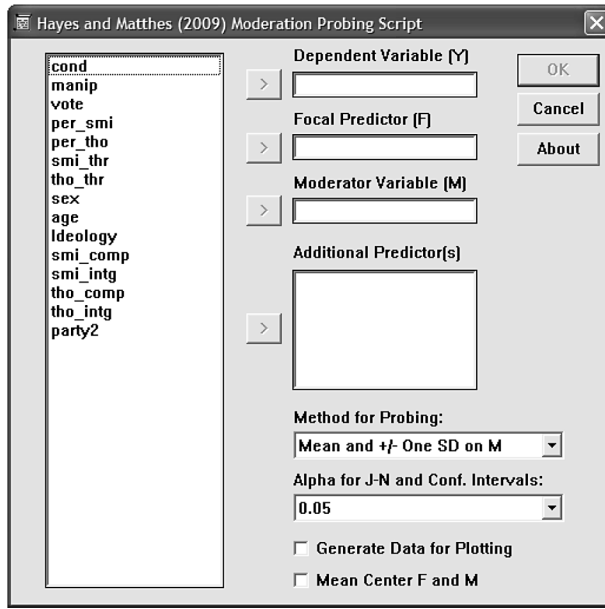 Hayes and Matthes (2009) Moderation Probing Script
cond
manip
vote
per_smi
per_tho
smi_thr
tho_thr
sex
age
Ideology
smi_comp
smi_intg
tho_comp
tho_intg
party2
>
Dependent Variable (Y)
>
Focal Predictor (F)
>
Moderator Variable (M)
>
Additional Predictor(s)
Method for Probing:
Mean and +/- One SD on M
Alpha for J-N and Conf. Intervals:
0.05
Generate Data for Plotting
Mean Center F and M
OK
Cancel
About